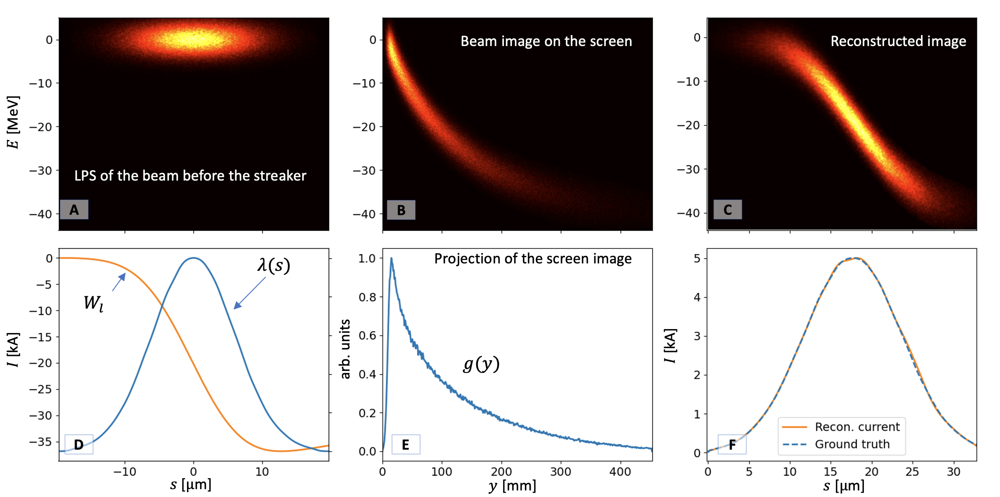 0
−10
−20
−30
−40
E [MeV]
LPS of the beam before the streaker
A
0
−10
−20
−30
−40
Beam image on the screen
B
0
−10
−20
−30
−40
Reconstructed image
C
0
−5
−10
−15
−20
−25
−30
−35
I [kA]
W_l
λ(s)
D
−10 0 10
s [μm]
1.0
0.8
0.6
0.4
0.2
0.0
arb. units
Projection of the screen image
g(y)
E
0 100 200 300 400
y [mm]
5
4
3
2
1
0
I [kA]
Recon. current
Ground truth
F
0 5 10 15 20 25 30
s [μm]